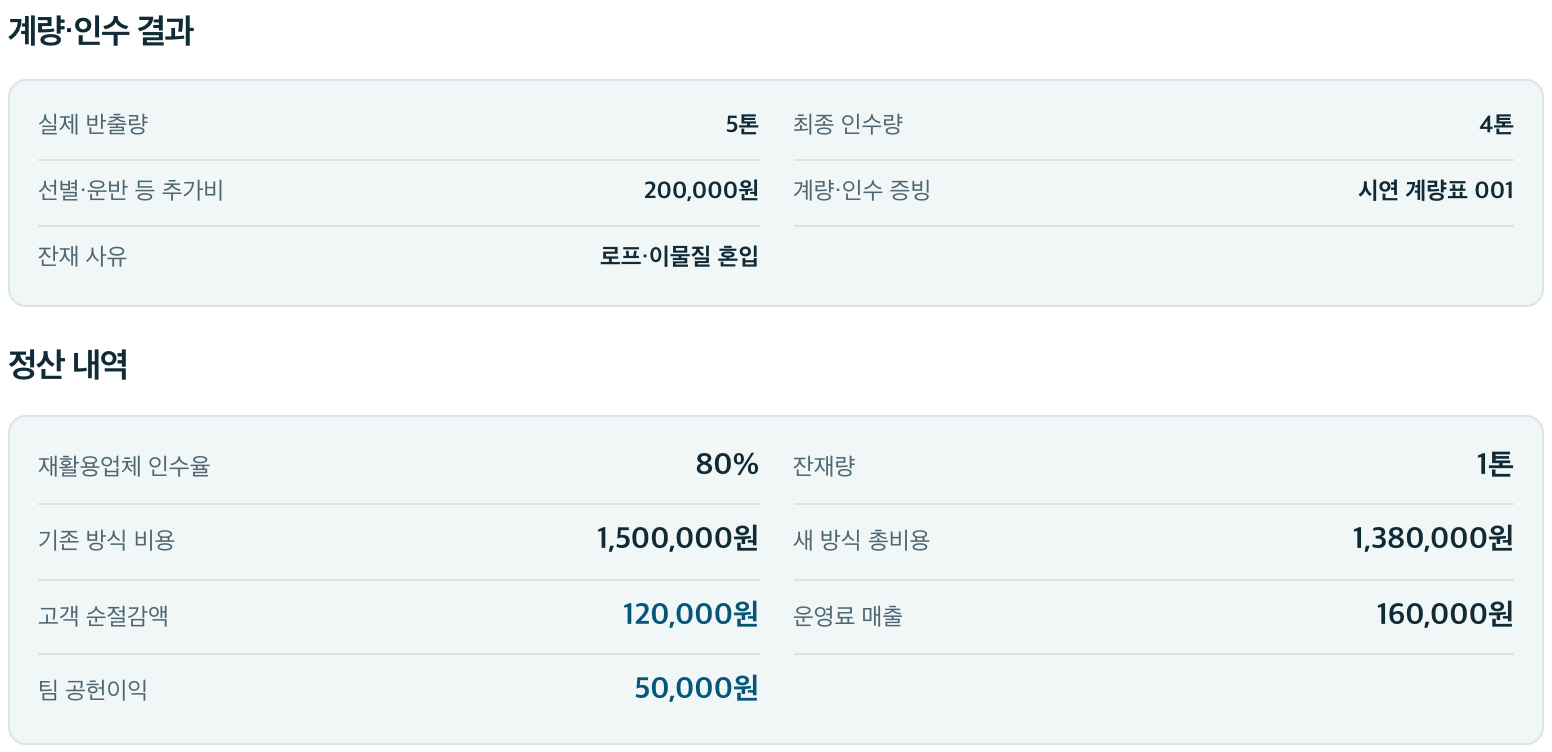 계량·인수 결과
실제 반출량 5톤 최종 인수량 4톤
선별·운반 등 추가비 200,000원 계량·인수 증빙 시연 계량표 001
잔재 사유 로프·이물질 혼입
정산 내역
재활용업체 인수율 80% 잔재량 1톤
기존 방식 비용 1,500,000원 새 방식 총비용 1,380,000원
고객 순절감액 120,000원 운영료 매출 160,000원
팀 공헌이익 50,000원